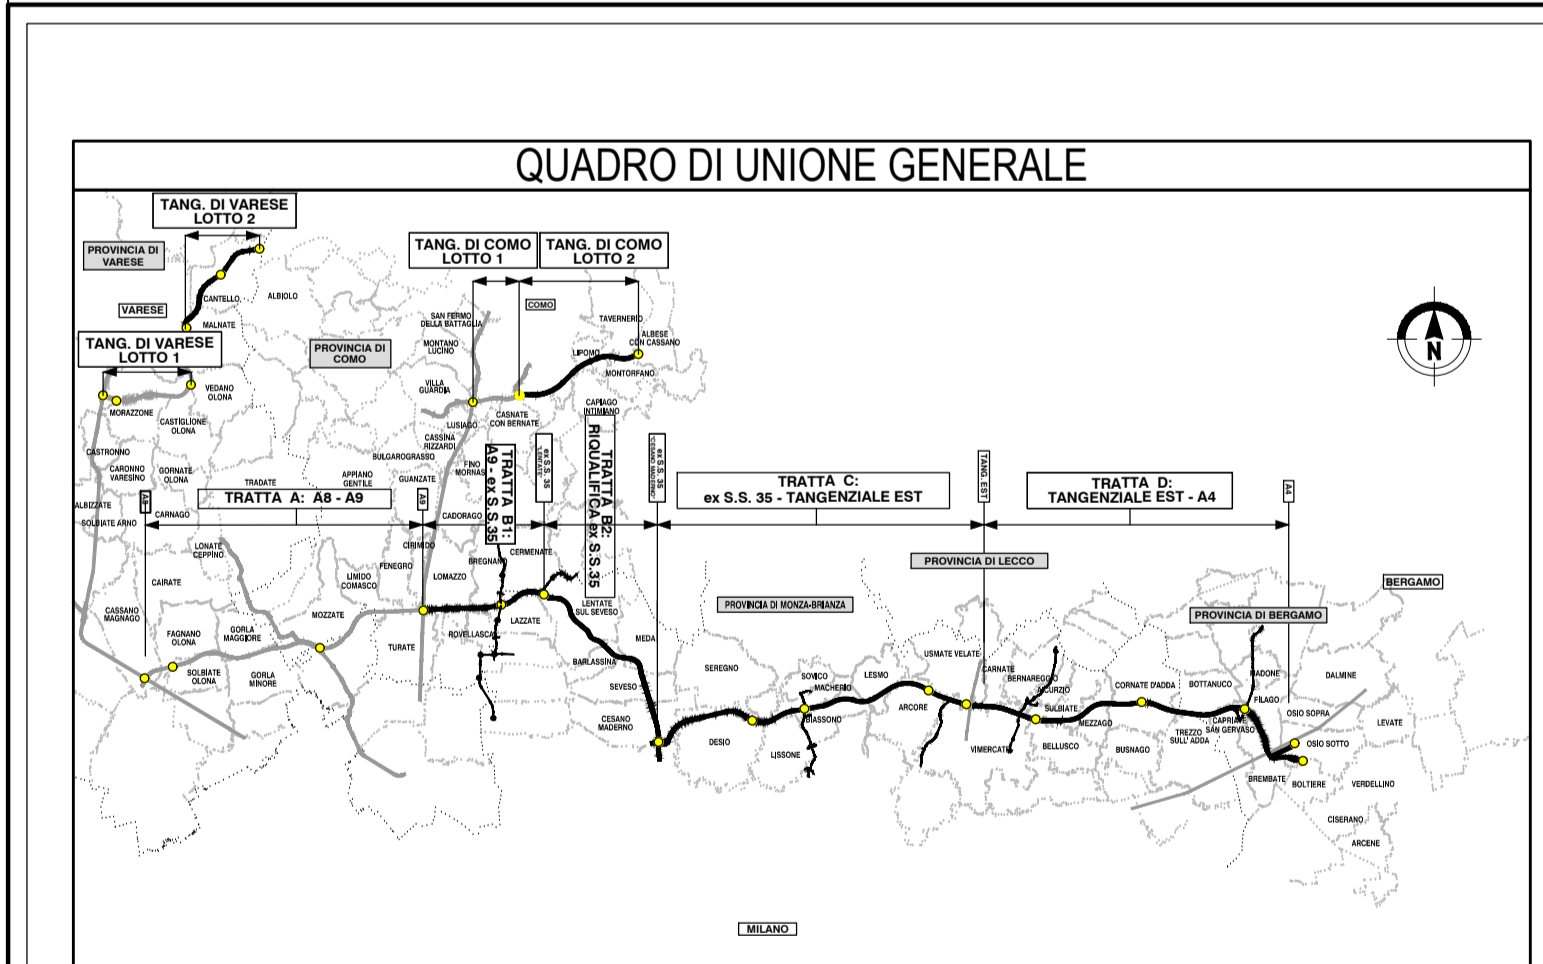 QUADRO DI UNIONE GENERALE
TANG. DI VARESE
LOTTO 2
PROVINCIA DI
VARESE
TANG. DI COMO
LOTTO 1
TANG. DI COMO
LOTTO 2
CANTELLO
ALBIOLO
VARESE
COMO
MALNATE
SAN FERMO
DELLA BATTAGLIA
TAVERNERIO
ALBESE
CON CASSANO
TANG. DI VARESE
LOTTO 1
PROVINCIA DI
COMO
MONTANO
LUCINO
LIPOMO
MONTORFANO
N
VEDANO
OLONA
VILLA
GUARDIA
MORAZZONE
CASTIGLIONE
OLONA
LUSIAGO
CASNATE
CON BERNATE
CAPIAGO
INTIMIANO
CASTRONNO
CASSINA
RIZZARDI
BULGAROGRASSO
FINO
MORNAS
CARONNO
VARESINO
GORNATE
OLONA
TRADATE
APPIANO
GENTILE
GUANZATE
TRATTA B1:
A9 - ex S.S.35
ex S.S. 35
"LENTATE"
TRATTA B2:
RIQUALIFICA ex S.S.35
ex S.S. 35
"CESANO MADERNO"
TRATTA C:
ex S.S. 35 - TANGENZIALE EST
TANG. EST
TRATTA D:
TANGENZIALE EST - A4
A4
A8
TRATTA A: A8 - A9
A9
ALBIZZATE
SOLBIATE ARNO
CARNAGO
CADORAGO
LONATE
CEPPINO
CIRIMIDO
FENEGRO
LOMAZZO
BREGNANO
CERMENATE
PROVINCIA DI LECCO
BERGAMO
CAIRATE
LIMIDO
COMASCO
CASSANO
MAGNAGO
MOZZATE
LAZZATE
LENTATE
SUL SEVESO
PROVINCIA DI MONZA-BRIANZA
PROVINCIA DI BERGAMO
FAGNANO
OLONA
GORLA
MAGGIORE
TURATE
ROVELLASCA
MEDA
BARLASSINA
SEREGNO
USMATE VELATE
SOLBIATE
OLONA
GORLA
MINORE
SEVESO
SOVICO
MACHERIO
LESMO
CARNATE
BERNAREGGIO
AICURZIO
CORNATE D'ADDA
BOTTANUCO
MADONE
DALMINE
FILAGO
CESANO
MADERNO
BIASSONO
ARCORE
SULBIATE
MEZZAGO
CAPRIATE
SAN GERVASO
OSIO SOPRA
LEVATE
DESIO
LISSONE
VIMERCATE
BELLUSCO
BUSNAGO
TREZZO
SULL' ADDA
OSIO SOTTO
BREMBATE
BOLTIERE
VERDELLINO
CISERANO
ARCENE
MILANO